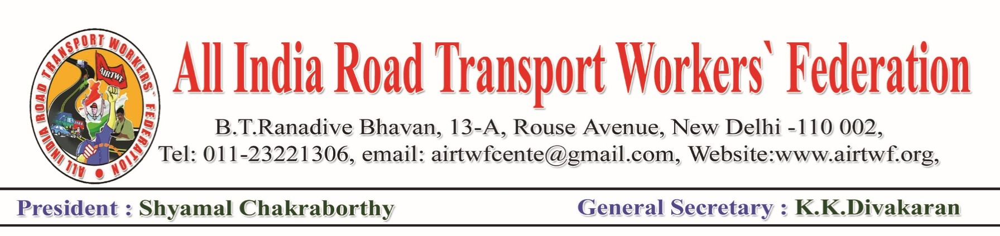 ALL INDIA ROAD TRANSPORT WORKERS` FEDERATION
AIRTWF
All India Road Transport Workers` Federation
B.T.Ranadive Bhavan, 13-A, Rouse Avenue, New Delhi -110 002,
Tel: 011-23221306, email: airtwfcente@gmail.com, Website:www.airtwf.org,
President : Shyamal Chakraborthy
General Secretary : K.K.Divakaran